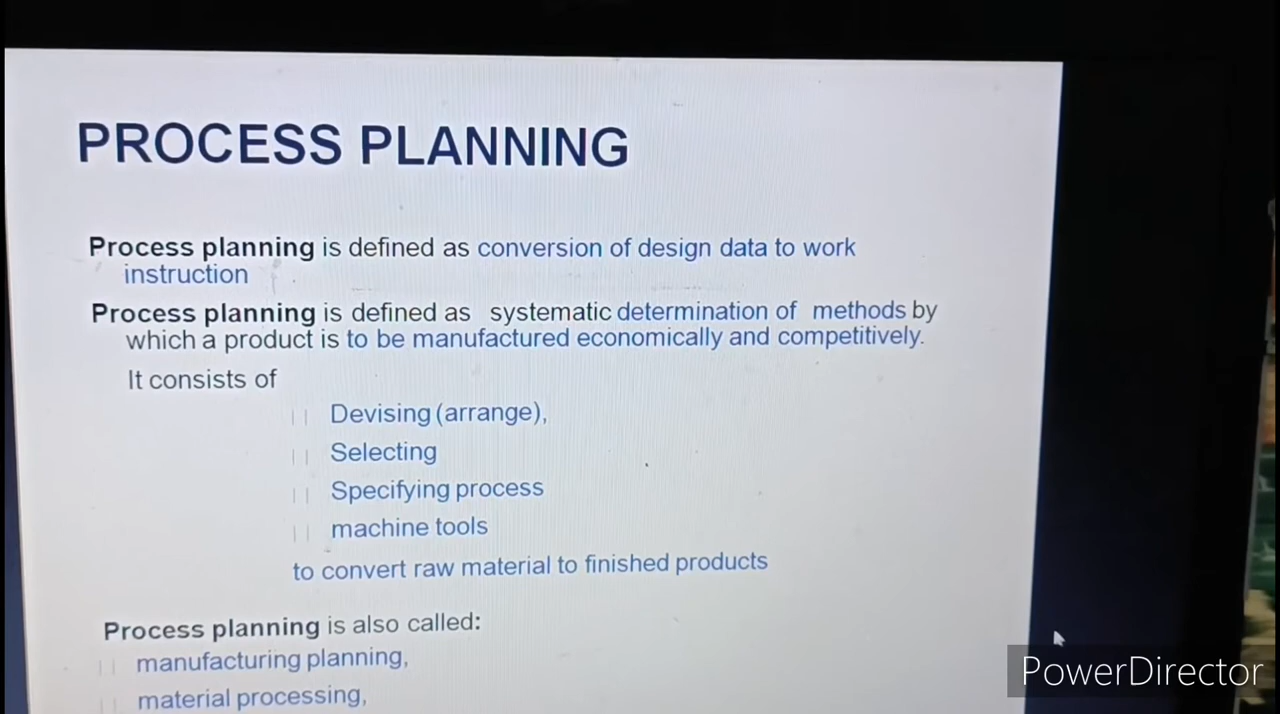 PROCESS PLANNING
Process planning is defined as conversion of design data to work
instruction
Process planning is defined as systematic determination of methods by
which a product is to be manufactured economically and competitively.
It consists of
Devising (arrange),
Selecting
Specifying process
machine tools
to convert raw material to finished products
Process planning is also called:
manufacturing planning,
material processing,
PowerDirector